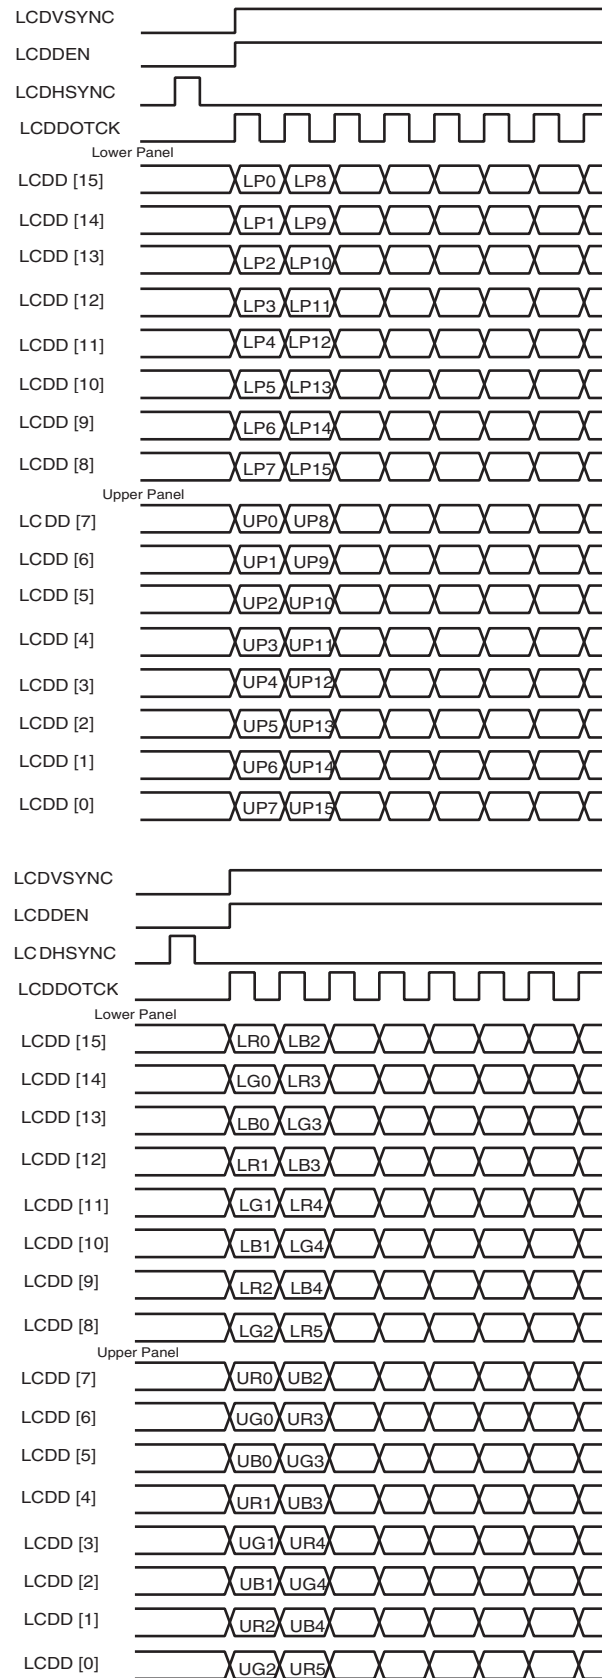 LCDVSYNC
LCDDEN
LCDHSYNC
LCDDOTCK
Lower Panel
LCDD [15] LP0 LP8
LCDD [14] LP1 LP9
LCDD [13] LP2 LP10
LCDD [12] LP3 LP11
LCDD [11] LP4 LP12
LCDD [10] LP5 LP13
LCDD [9] LP6 LP14
LCDD [8] LP7 LP15
Upper Panel
LCDD [7] UP0 UP8
LCDD [6] UP1 UP9
LCDD [5] UP2 UP10
LCDD [4] UP3 UP11
LCDD [3] UP4 UP12
LCDD [2] UP5 UP13
LCDD [1] UP6 UP14
LCDD [0] UP7 UP15
LCDVSYNC
LCDDEN
LCDHSYNC
LCDDOTCK
Lower Panel
LCDD [15] LR0 LB2
LCDD [14] LG0 LR3
LCDD [13] LB0 LG3
LCDD [12] LR1 LB3
LCDD [11] LG1 LR4
LCDD [10] LB1 LG4
LCDD [9] LR2 LB4
LCDD [8] LG2 LR5
Upper Panel
LCDD [7] UR0 UB2
LCDD [6] UG0 UR3
LCDD [5] UB0 UG3
LCDD [4] UR1 UB3
LCDD [3] UG1 UR4
LCDD [2] UB1 UG4
LCDD [1] UR2 UB4
LCDD [0] UG2 UR5